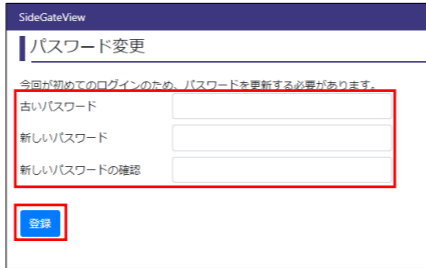 SideGateView
パスワード変更
今回が初めてのログインのため、パスワードを更新する必要があります。
古いパスワード
新しいパスワード
新しいパスワードの確認
登録